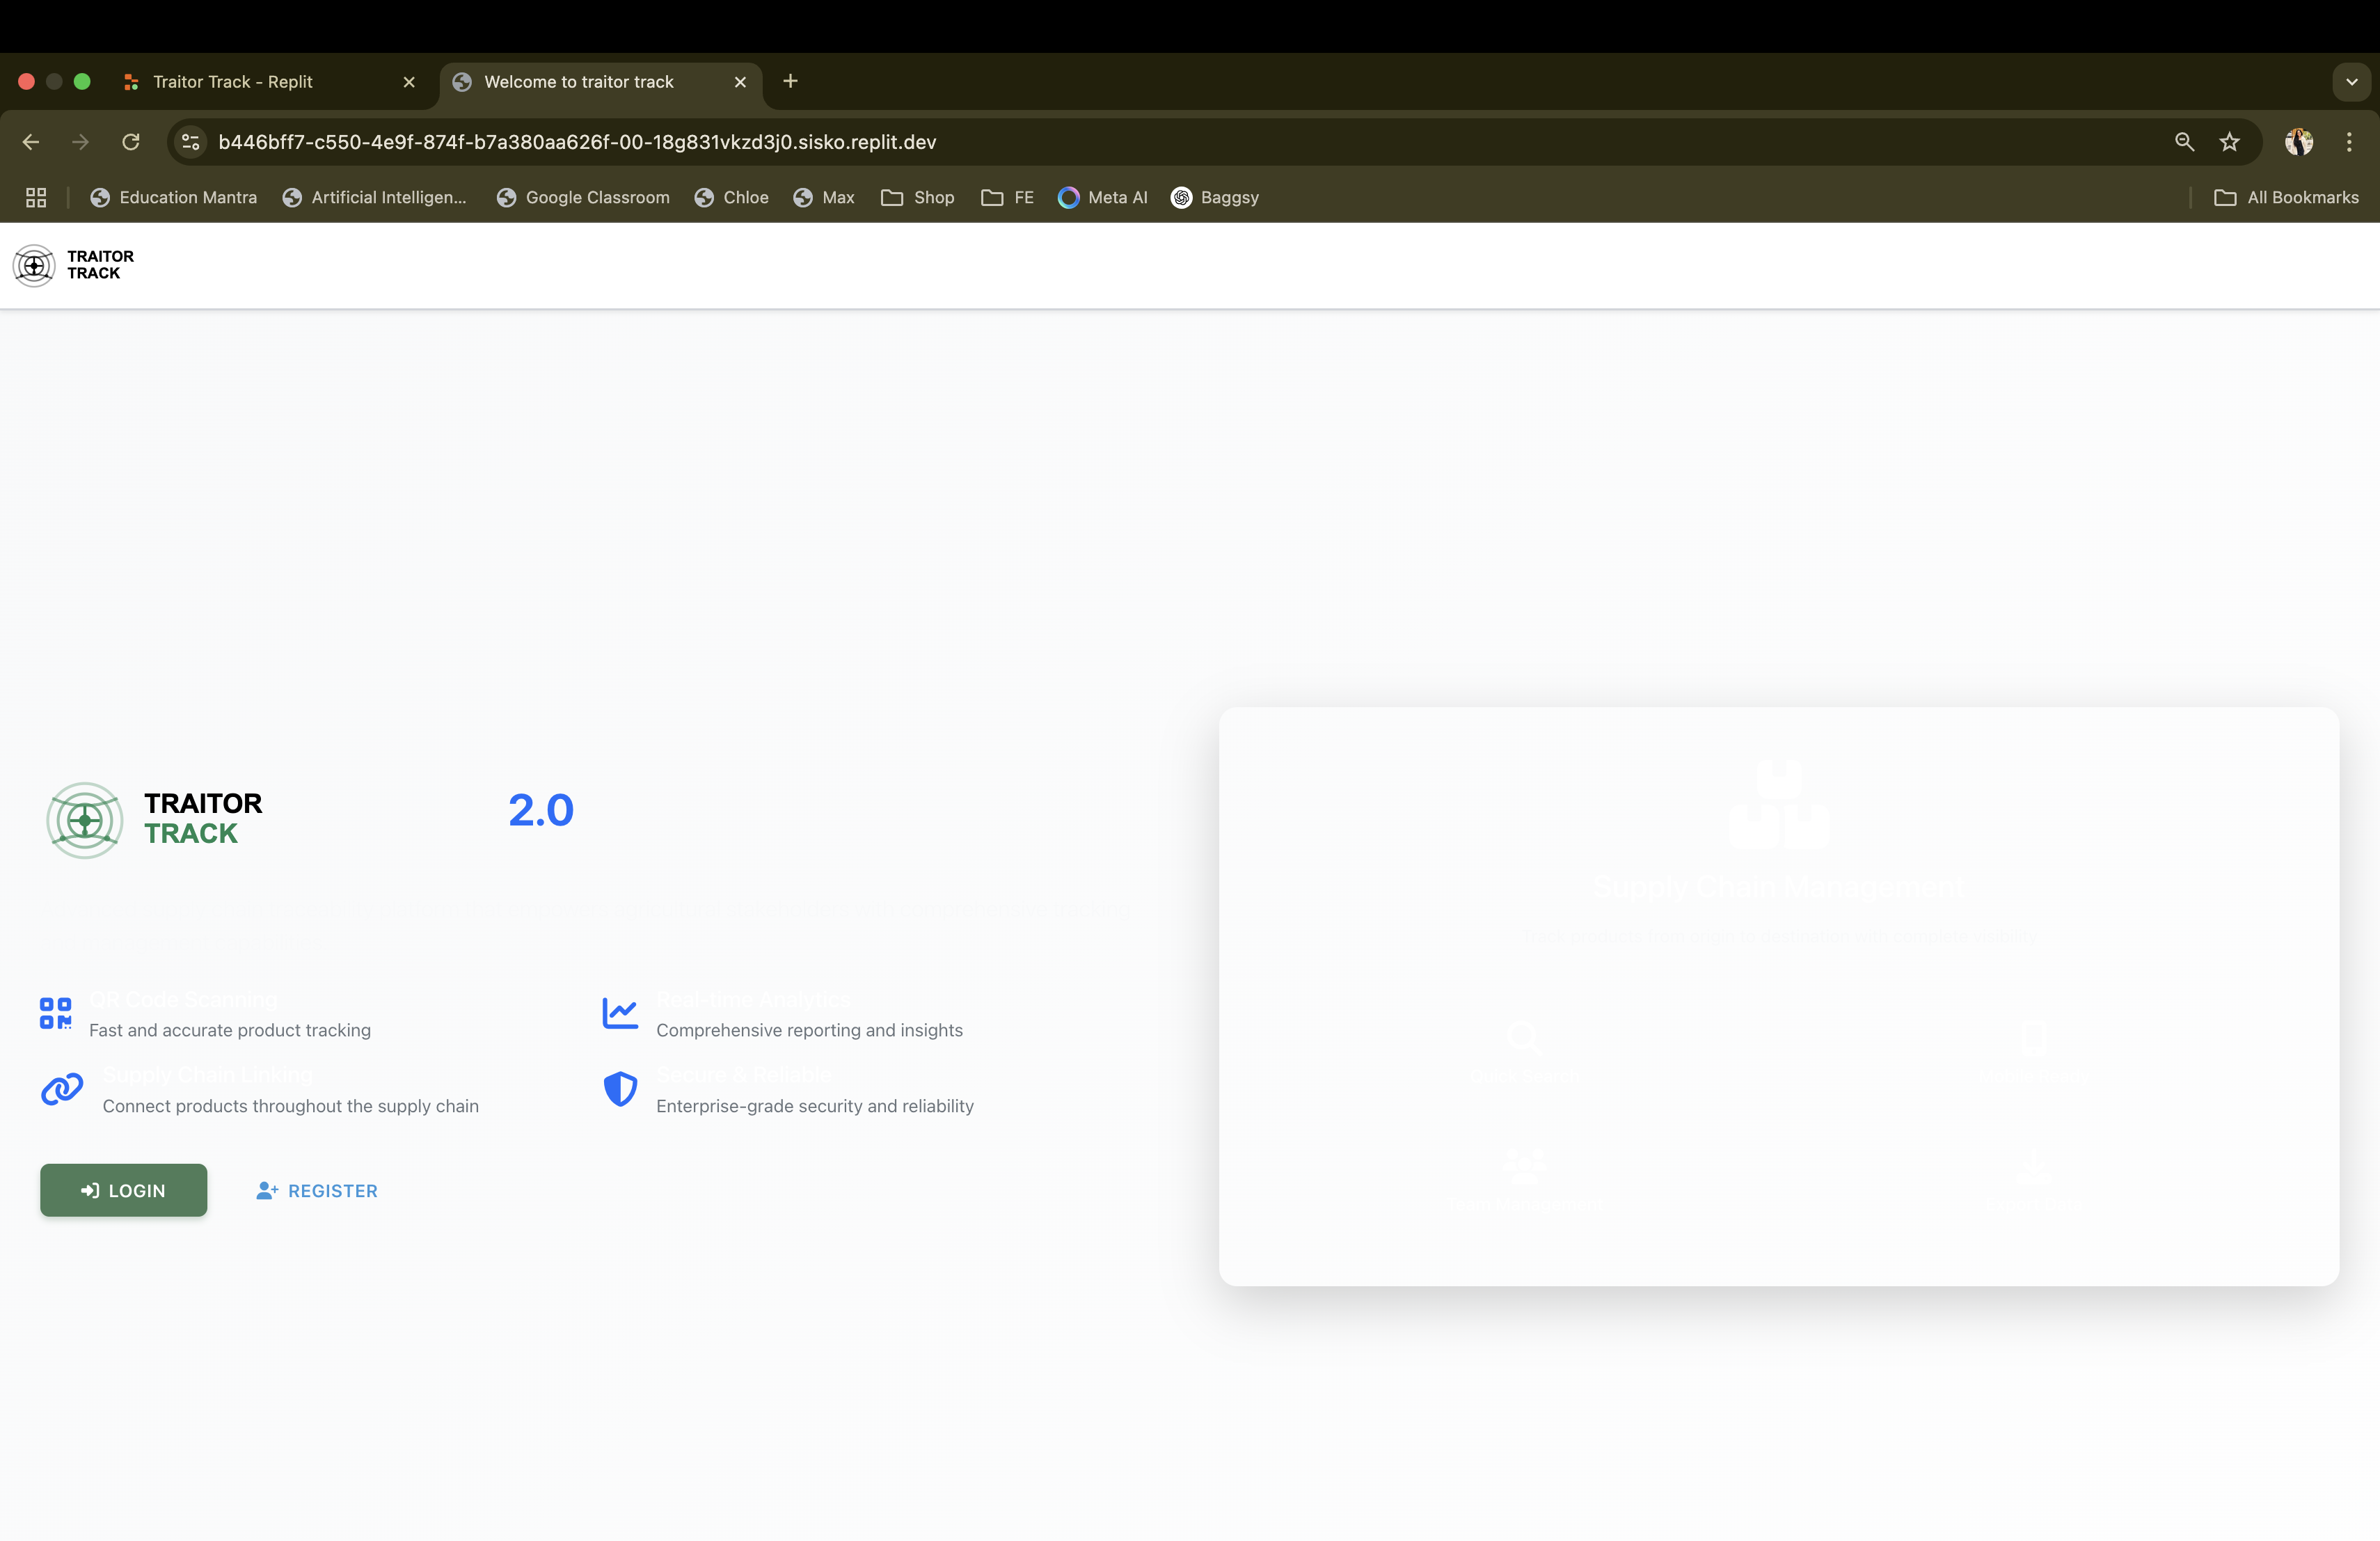 Traitor Track - Replit
Welcome to traitor track
b446bff7-c550-4e9f-874f-b7a380aa626f-00-18g831vkzd3j0.sisko.replit.dev
Education Mantra
Artificial Intelligen...
Google Classroom
Chloe
Max
Shop
FE
Meta AI
Baggsy
All Bookmarks
TRAITOR
TRACK
TRAITOR
TRACK
2.0
QR Code Scanning
Fast and accurate product tracking
Real-time Analytics
Comprehensive reporting and insights
Supply Chain Linking
Connect products throughout the supply chain
Secure & Reliable
Enterprise-grade security and reliability
LOGIN
REGISTER
Supply Chain Management